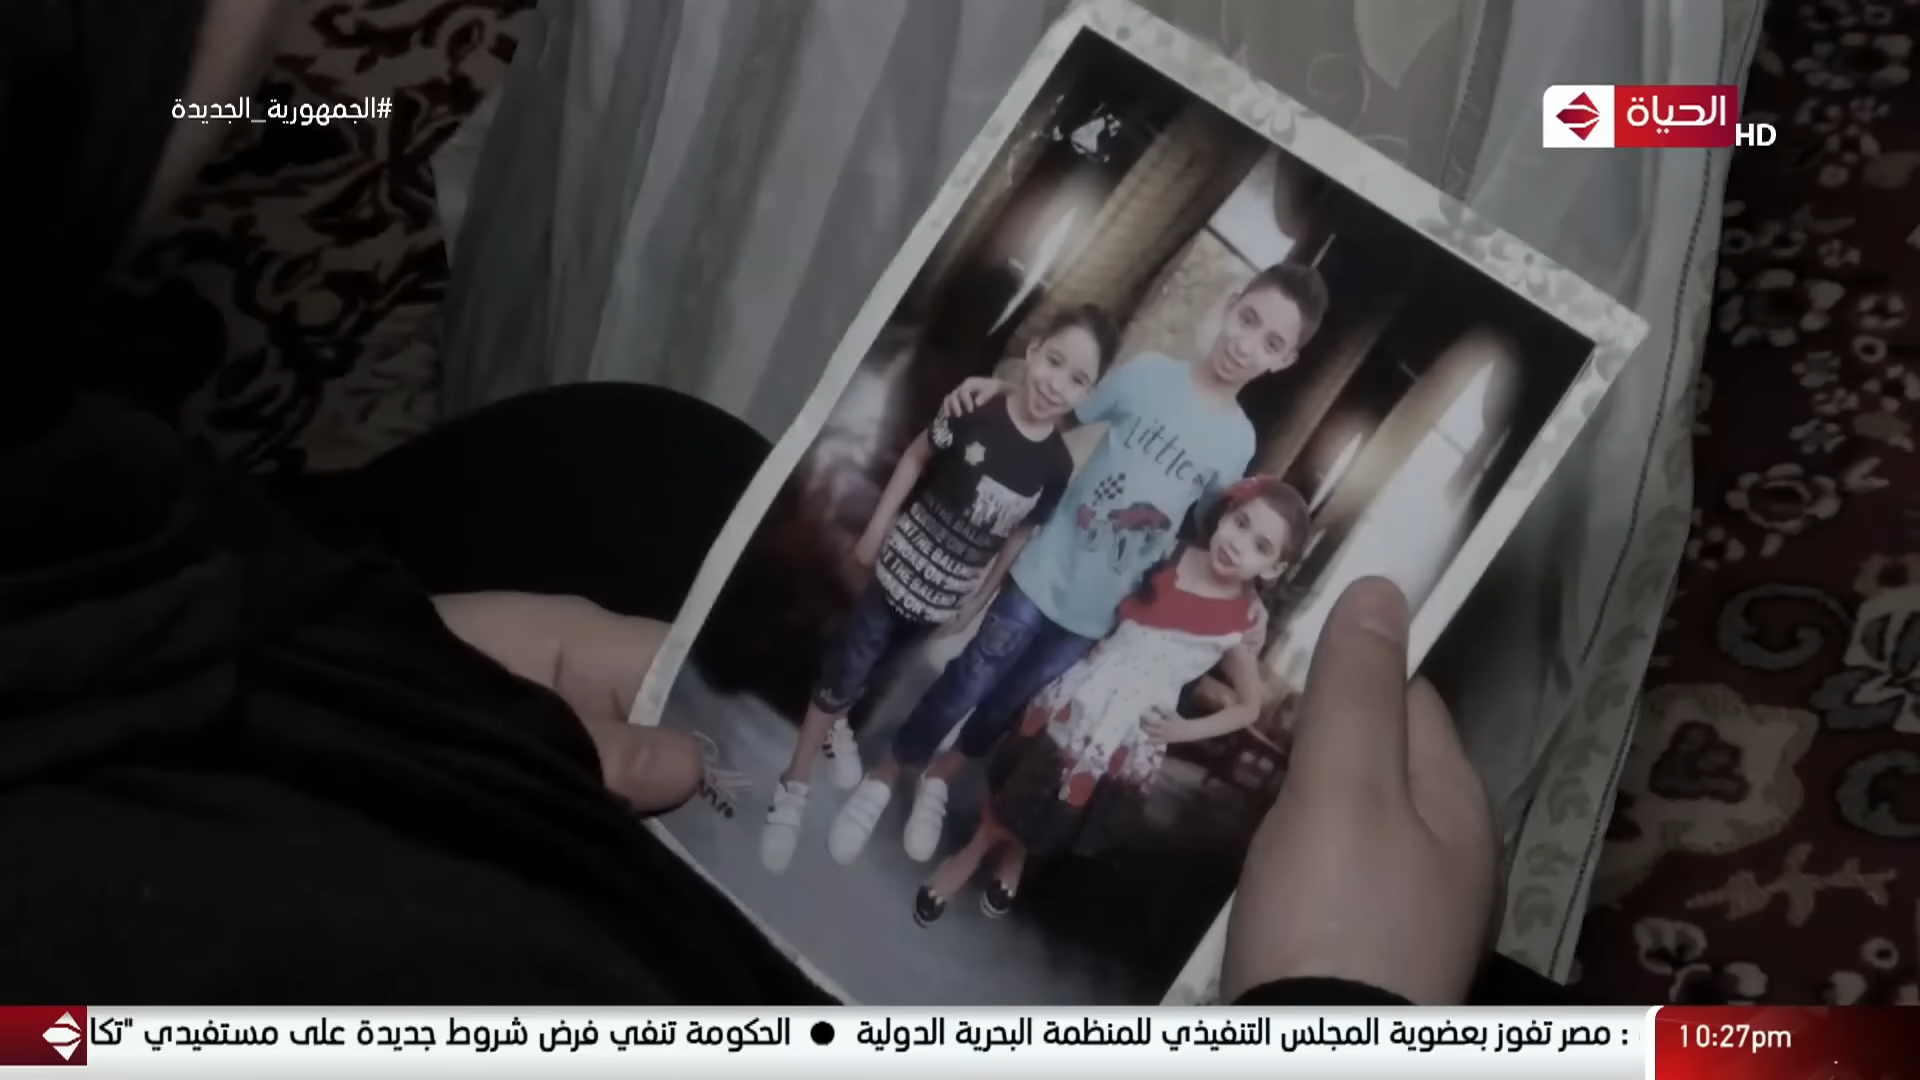 #الجمهورية_الجديدة
الحياة
HD
Little
: مصر تفوز بعضوية المجلس التنفيذي للمنظمة البحرية الدولية ● الحكومة تنفي فرض شروط جديدة على مستفيدي "تكا
10:27pm